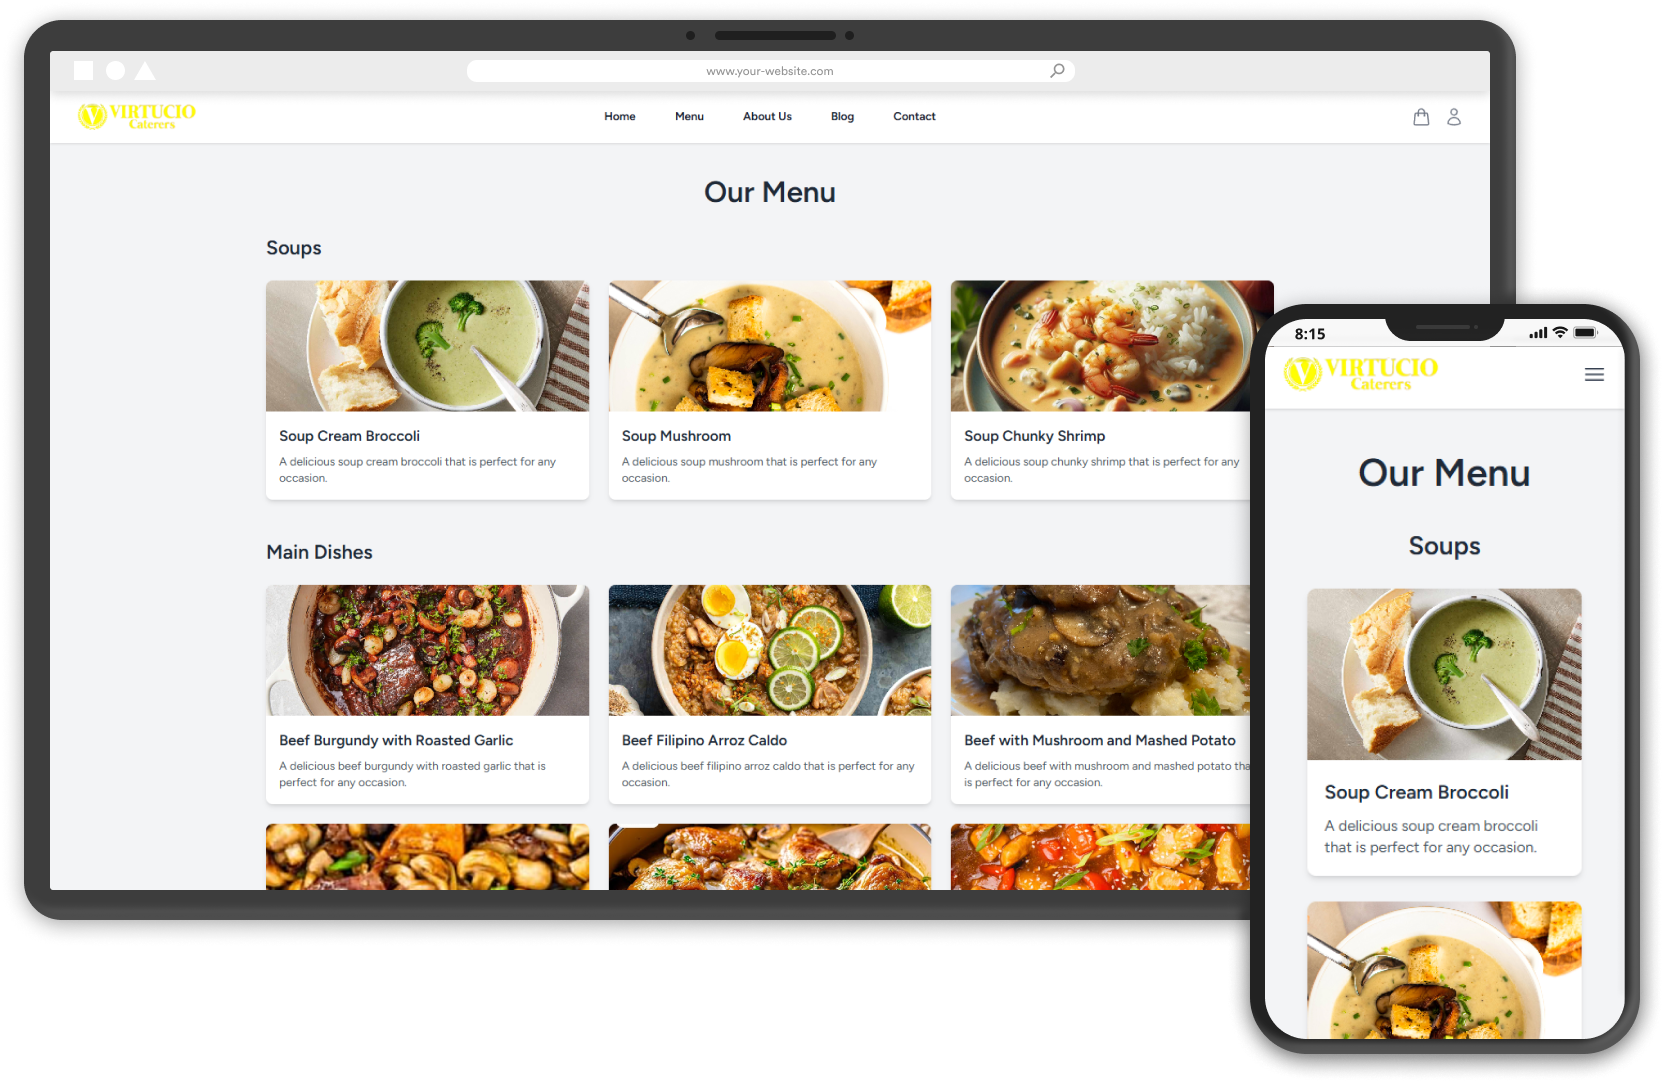 www.your-website.com
VIRTUCIO
Caterers
Home Menu About Us Blog Contact
Our Menu
Soups
Soup Cream Broccoli
A delicious soup cream broccoli that is perfect for any
occasion.
Soup Mushroom
A delicious soup mushroom that is perfect for any
occasion.
Soup Chunky Shrimp
A delicious soup chunky shrimp that is perfect for any
occasion.
Main Dishes
Beef Burgundy with Roasted Garlic
A delicious beef burgundy with roasted garlic that is
perfect for any occasion.
Beef Filipino Arroz Caldo
A delicious beef filipino arroz caldo that is perfect for any
occasion.
Beef with Mushroom and Mashed Potato
A delicious beef with mushroom and mashed potato tha
is perfect for any occasion.
8:15
VIRTUCIO
Caterers
Our Menu
Soups
Soup Cream Broccoli
A delicious soup cream broccoli
that is perfect for any occasion.